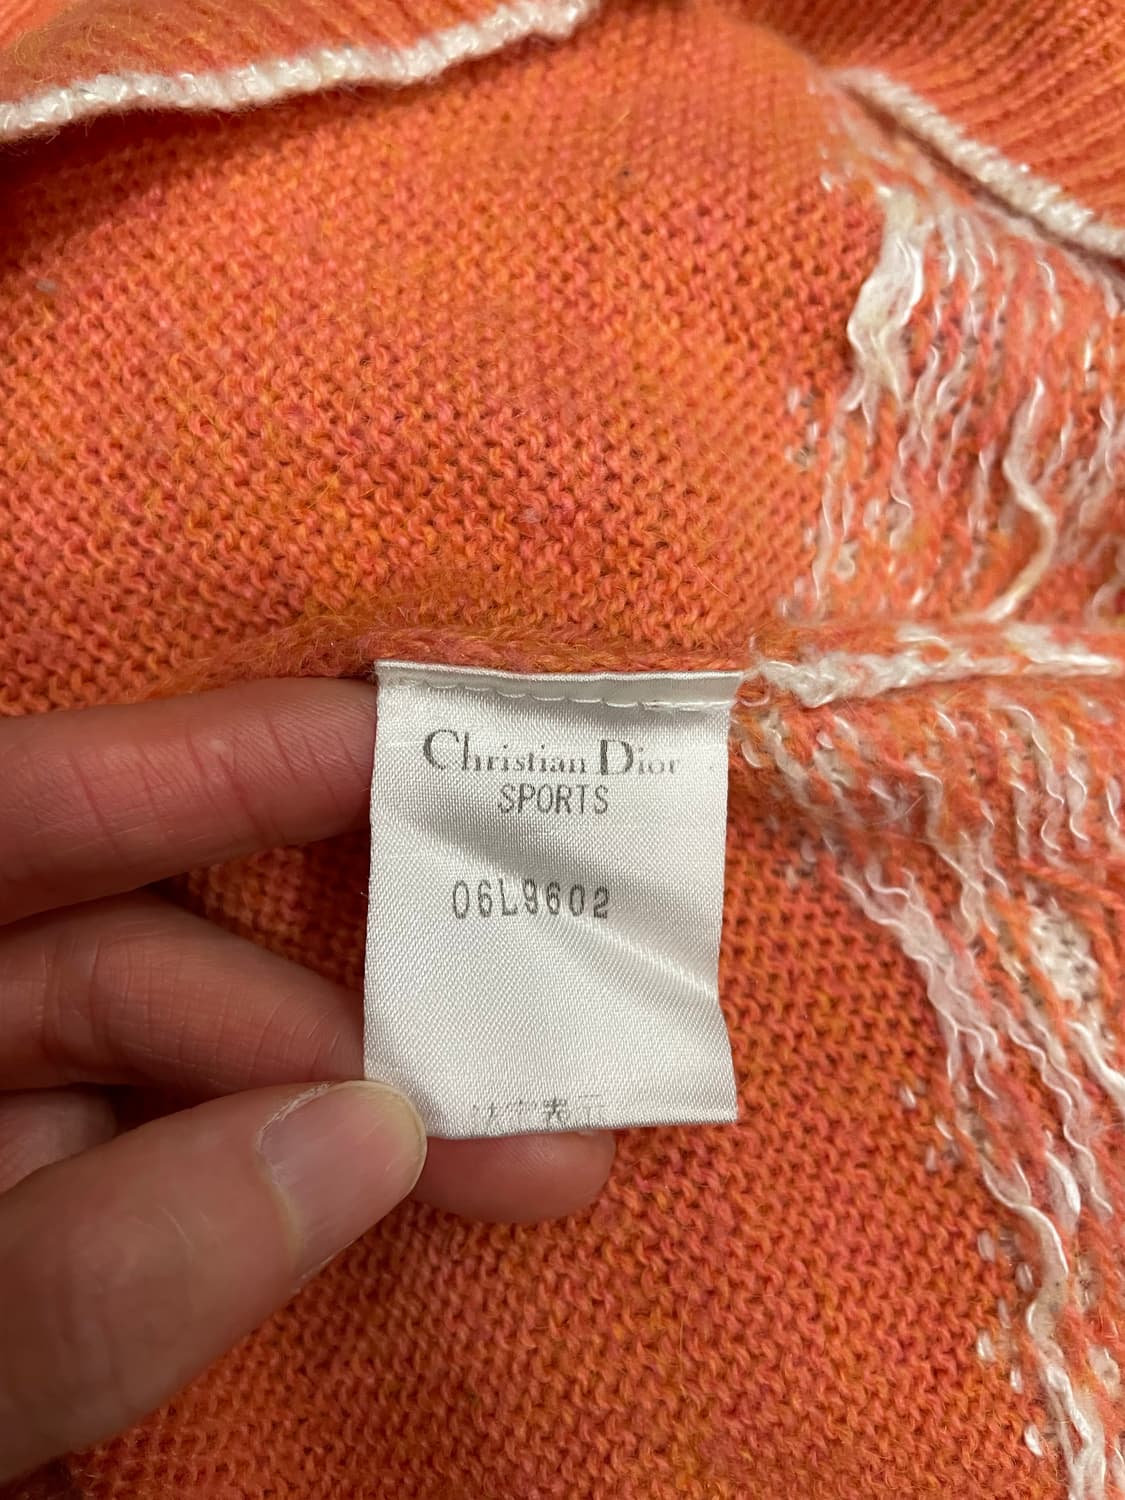 Christian Dior
SPORTS
06L9602